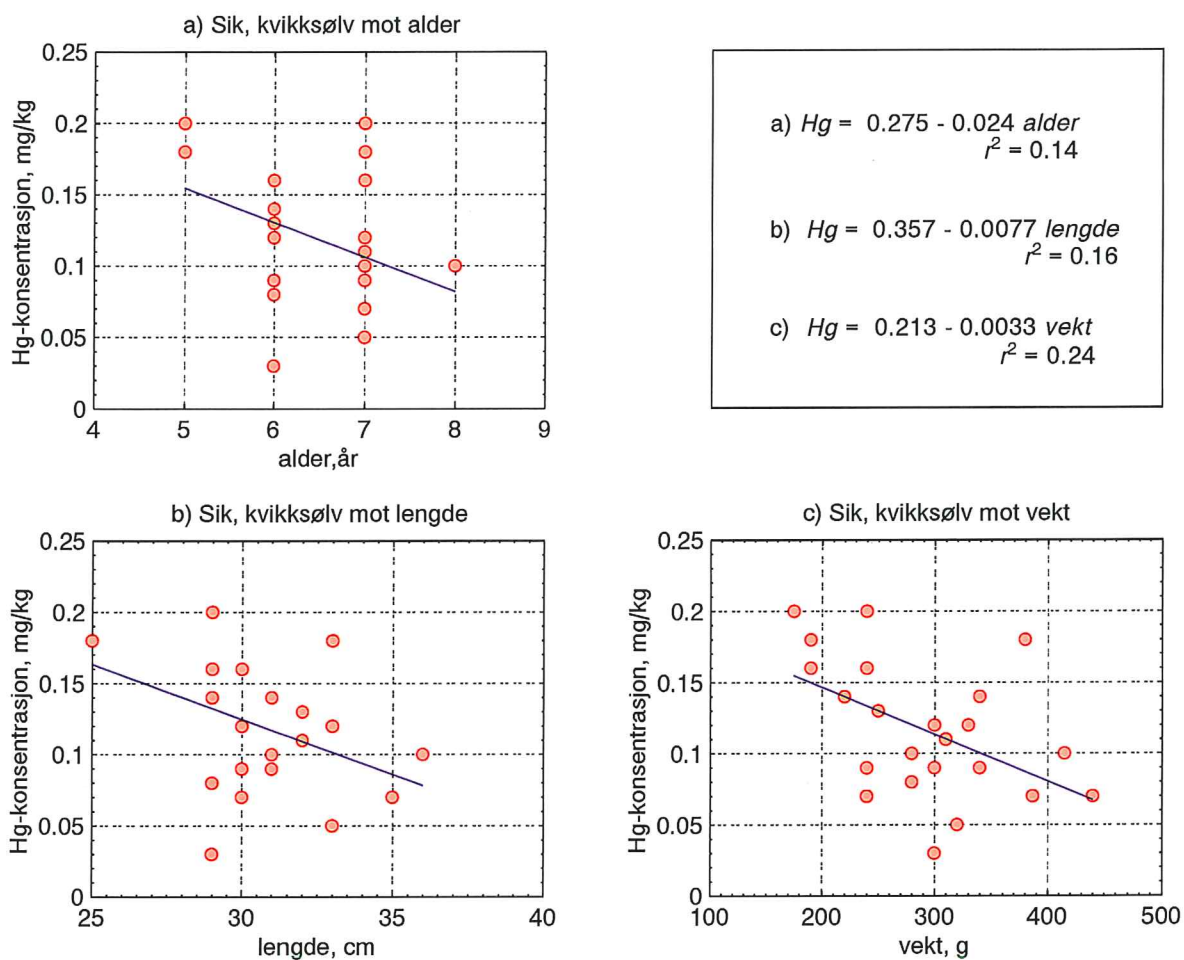 a) Sik, kvikksølv mot alder
Hg-konsentrasjon, mg/kg
0.25
0.2
0.15
0.1
0.05
0
4 5 6 7 8 9
alder,år
a) Hg = 0.275 - 0.024 alder
r² = 0.14
b) Hg = 0.357 - 0.0077 lengde
r² = 0.16
c) Hg = 0.213 - 0.0033 vekt
r² = 0.24
b) Sik, kvikksølv mot lengde
Hg-konsentrasjon, mg/kg
0.25
0.2
0.15
0.1
0.05
0
25 30 35 40
lengde, cm
c) Sik, kvikksølv mot vekt
Hg-konsentrasjon, mg/kg
0.25
0.2
0.15
0.1
0.05
0
100 200 300 400 500
vekt, g